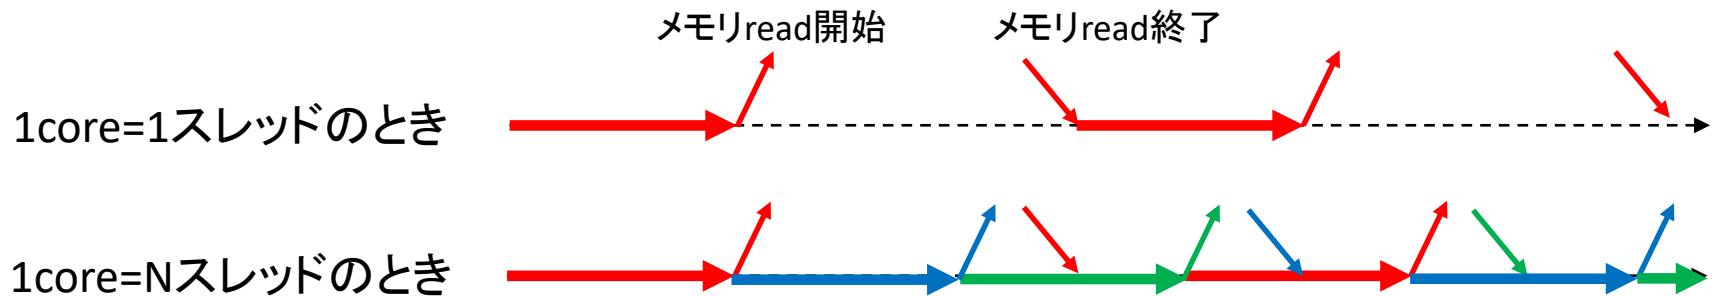 メモリread開始 メモリread終了
1core=1スレッドのとき
1core=Nスレッドのとき